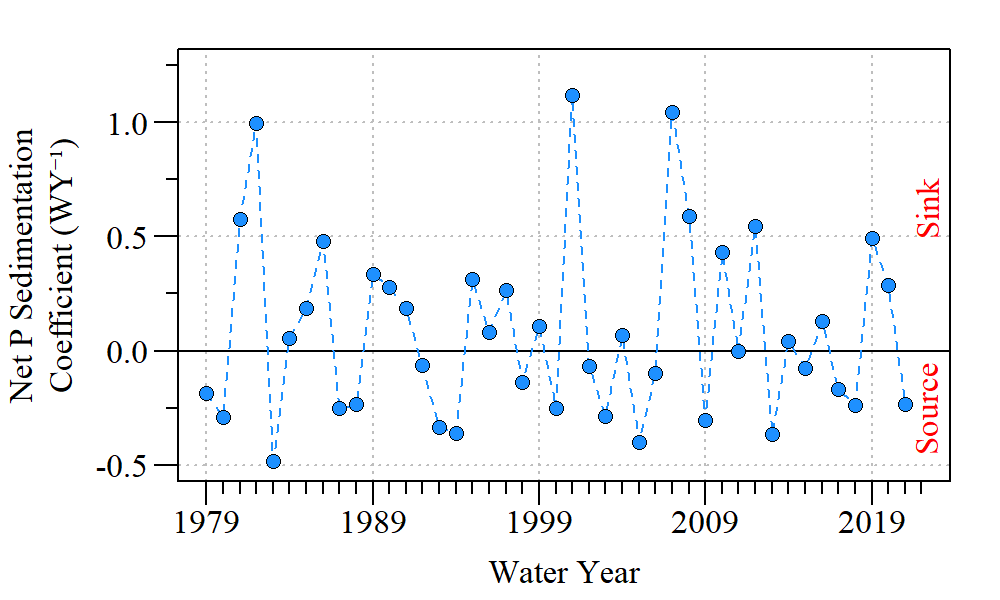 Net P Sedimentation
Coefficient (WY⁻¹)
1.0
0.5
0.0
-0.5
Sink
Source
1979 1989 1999 2009 2019
Water Year